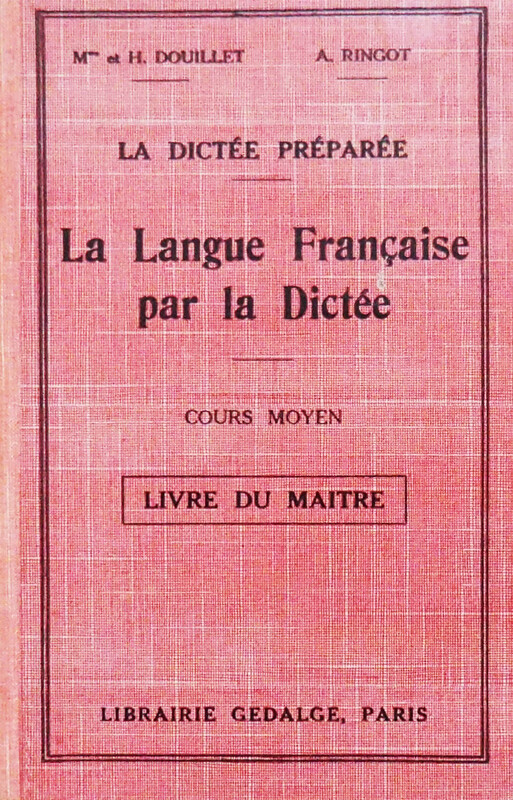 Mme et H. DOUILLET A. RINGOT
LA DICTÉE PRÉPARÉE
La Langue Française
par la Dictée
COURS MOYEN
LIVRE DU MAITRE
LIBRAIRIE GEDALGE, PARIS